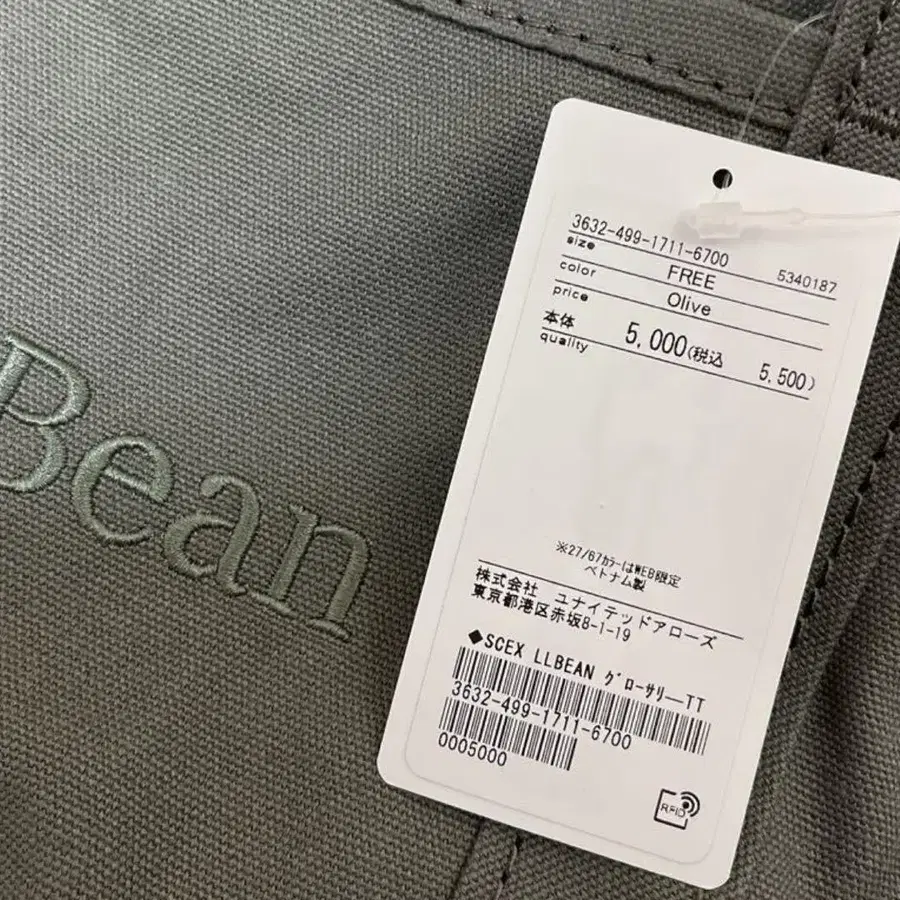 Bean
3632-499-1711-6700 5340187
size FREE
color Olive
price
本体 5,000(税込 5,500)
quality
※27/67ｶﾗｰはWEB限定
ベトナム製
株式会社 ユナイテッドアローズ
東京都港区赤坂8-1-19
◆SCEX LLBEAN ｸﾞﾛｰｻﾘ―TT
3632-499-1711-6700
0005000
RFID